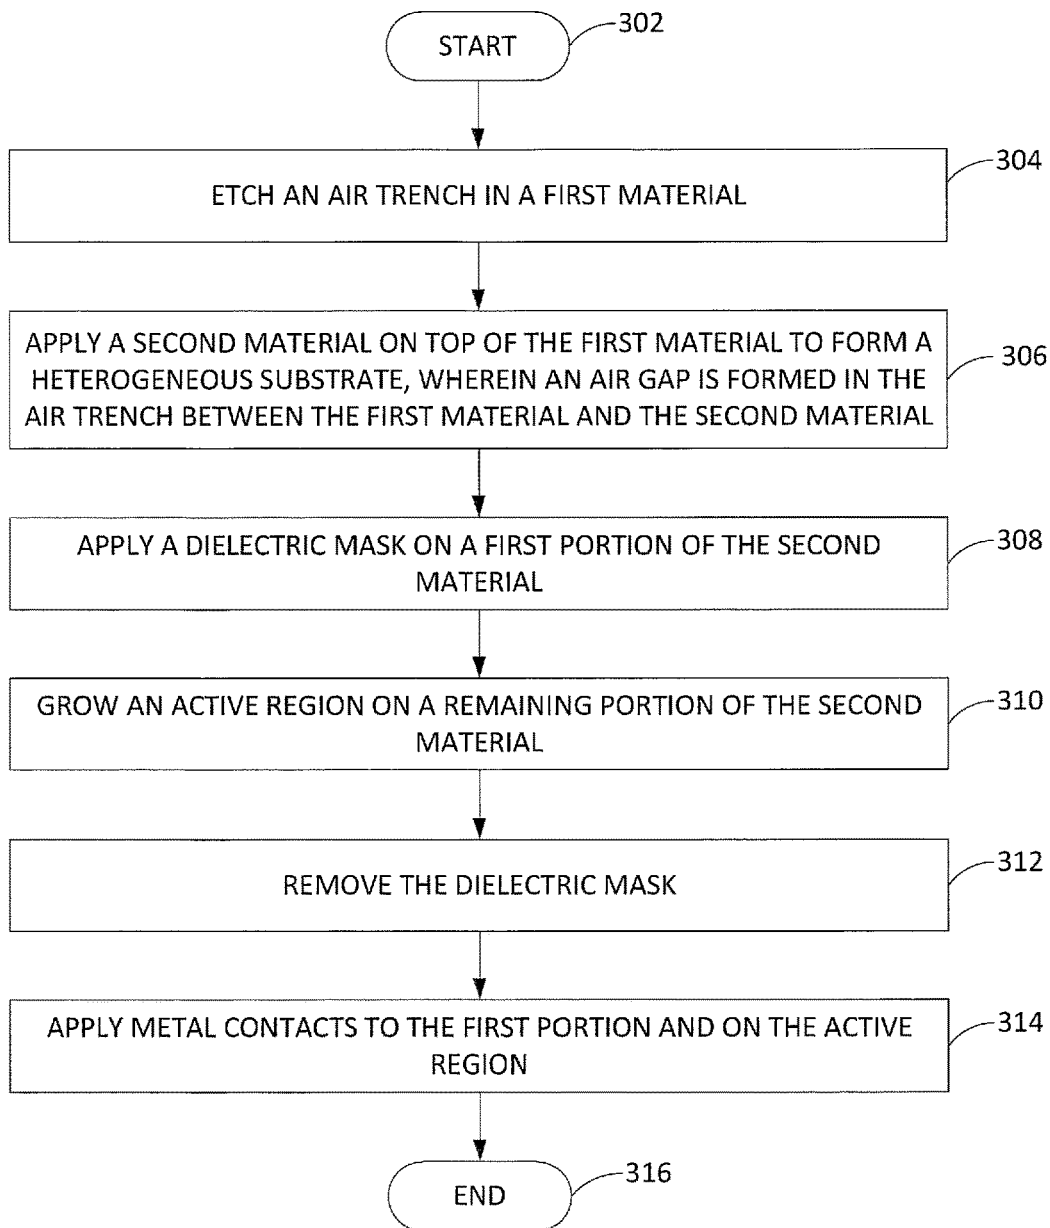 START
302
304
ETCH AN AIR TRENCH IN A FIRST MATERIAL
APPLY A SECOND MATERIAL ON TOP OF THE FIRST MATERIAL TO FORM A
HETEROGENEOUS SUBSTRATE, WHEREIN AN AIR GAP IS FORMED IN THE
AIR TRENCH BETWEEN THE FIRST MATERIAL AND THE SECOND MATERIAL
306
APPLY A DIELECTRIC MASK ON A FIRST PORTION OF THE SECOND
MATERIAL
308
GROW AN ACTIVE REGION ON A REMAINING PORTION OF THE SECOND
MATERIAL
310
REMOVE THE DIELECTRIC MASK
312
APPLY METAL CONTACTS TO THE FIRST PORTION AND ON THE ACTIVE
REGION
314
END
316